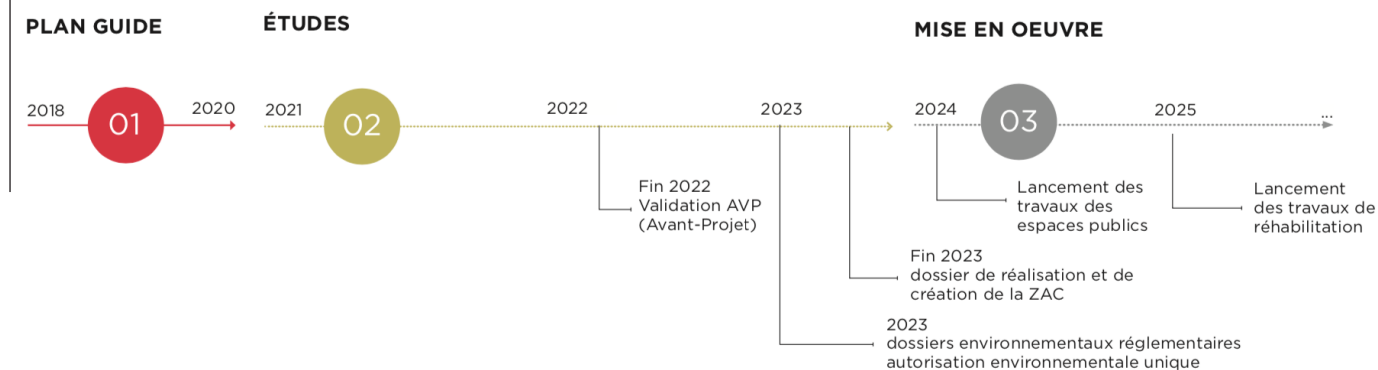 PLAN GUIDE
2018
01
2020
ÉTUDES
2021
02
2022
2023
Fin 2022
Validation AVP
(Avant-Projet)
Fin 2023
dossier de réalisation et de
création de la ZAC
2023
dossiers environnementaux réglementaires
autorisation environnementale unique
MISE EN OEUVRE
2024
03
2025
...
Lancement des
travaux des
espaces publics
Lancement
des travaux de
réhabilitation